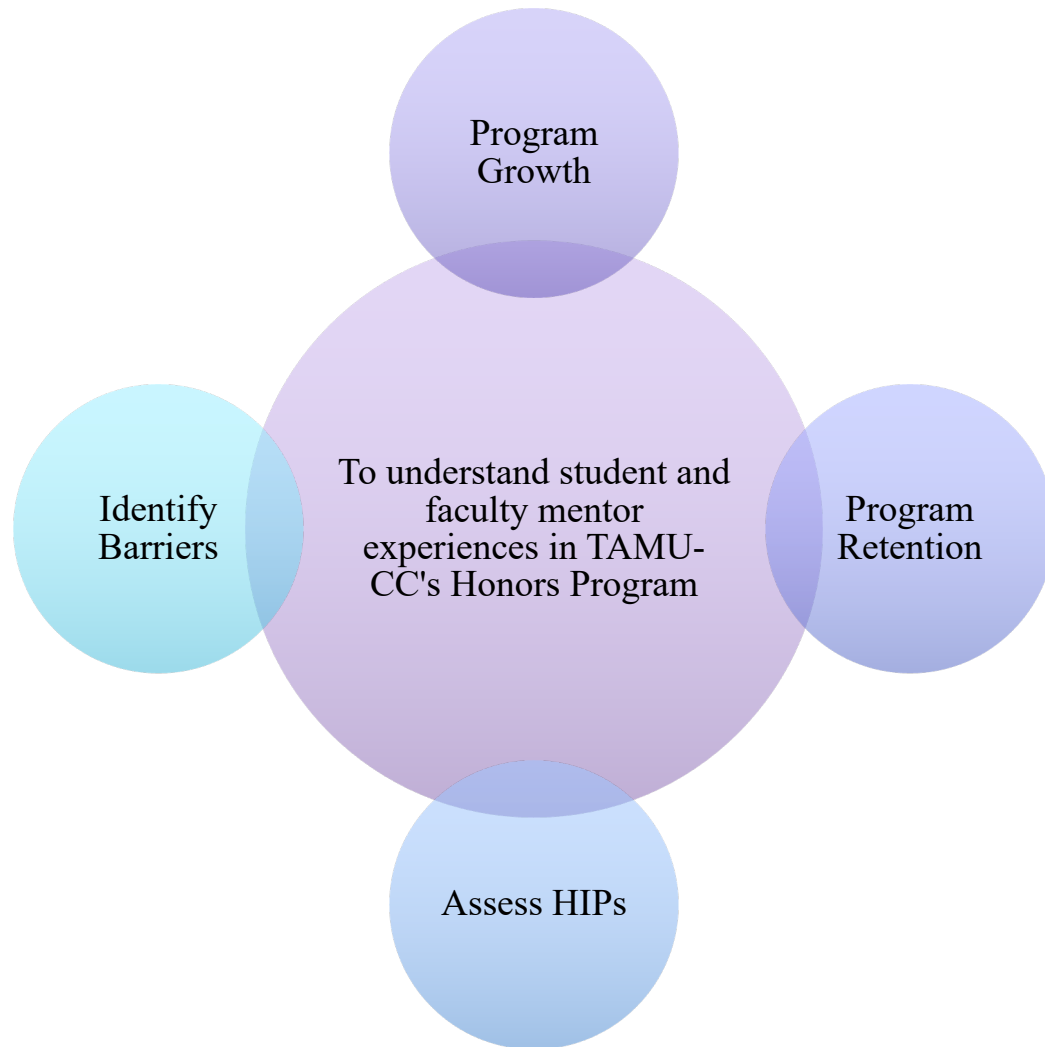 Program
Growth
Identify
Barriers
To understand student and
faculty mentor
experiences in TAMU-
CC's Honors Program
Program
Retention
Assess HIPs